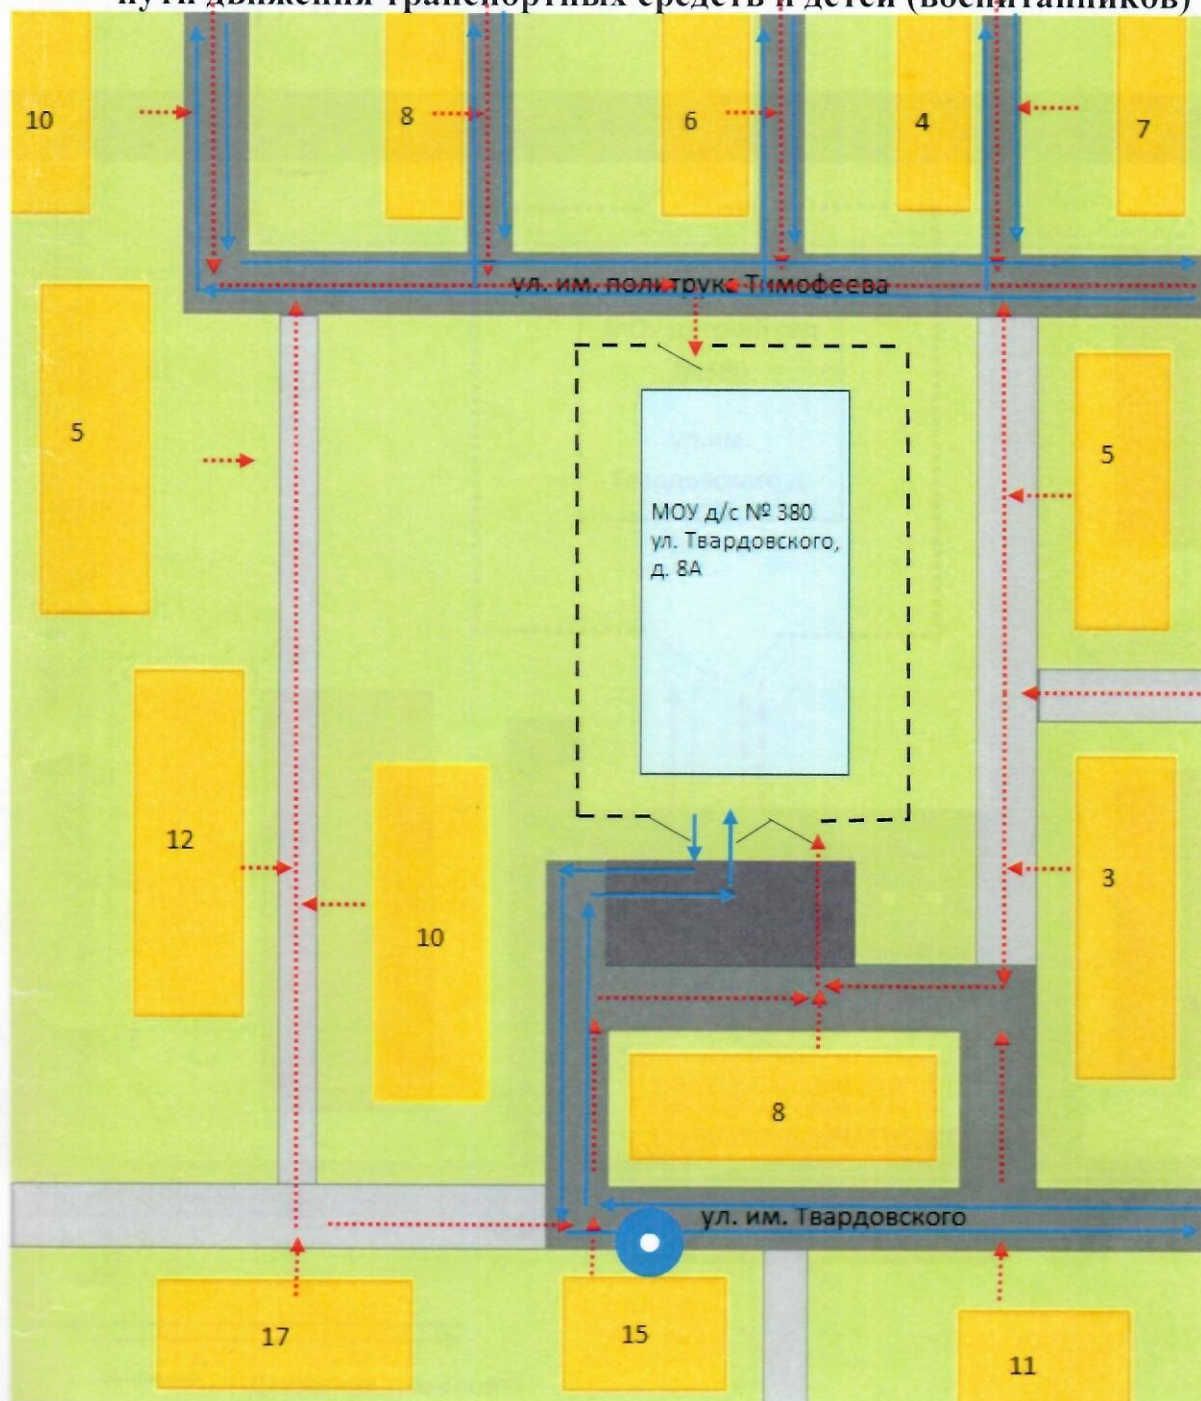 пути движения транспортных средств и детей (воспитанников)
10
8
6
4
7
ул. им. политрука Тимофеева
5
5
МОУ д/с № 380
ул. Твардовского,
д. 8А
12
10
3
8
ул. им. Твардовского
17
15
11